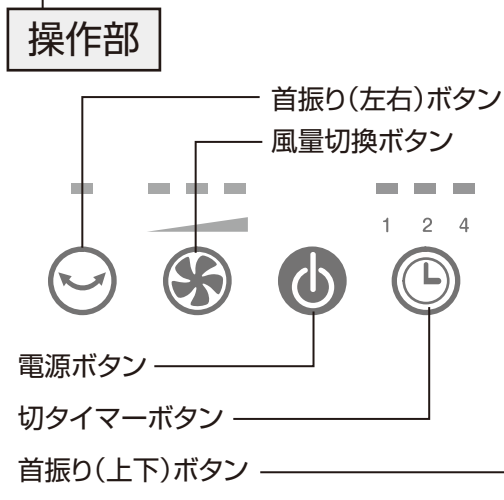 操作部
首振り(左右)ボタン
風量切換ボタン
1 2 4
電源ボタン
切タイマーボタン
首振り(上下)ボタン